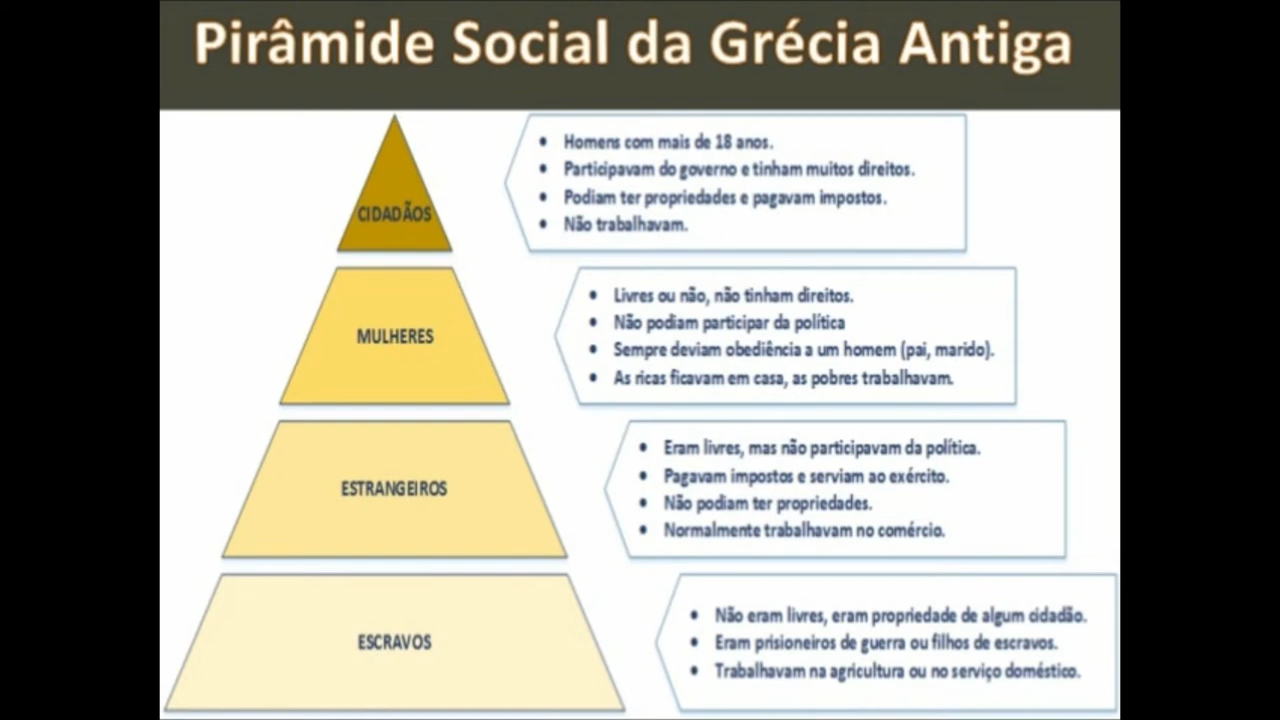 Pirâmide Social da Grécia Antiga
CIDADÃOS
• Homens com mais de 18 anos.
• Participavam do governo e tinham muitos direitos.
• Podiam ter propriedades e pagavam impostos.
• Não trabalhavam.
MULHERES
• Livres ou não, não tinham direitos.
• Não podiam participar da política
• Sempre deviam obediência a um homem (pai, marido).
• As ricas ficavam em casa, as pobres trabalhavam.
ESTRANGEIROS
• Eram livres, mas não participavam da política.
• Pagavam impostos e serviam ao exército.
• Não podiam ter propriedades.
• Normalmente trabalhavam no comércio.
ESCRAVOS
• Não eram livres, eram propriedade de algum cidadão.
• Eram prisioneiros de guerra ou filhos de escravos.
• Trabalhavam na agricultura ou no serviço doméstico.